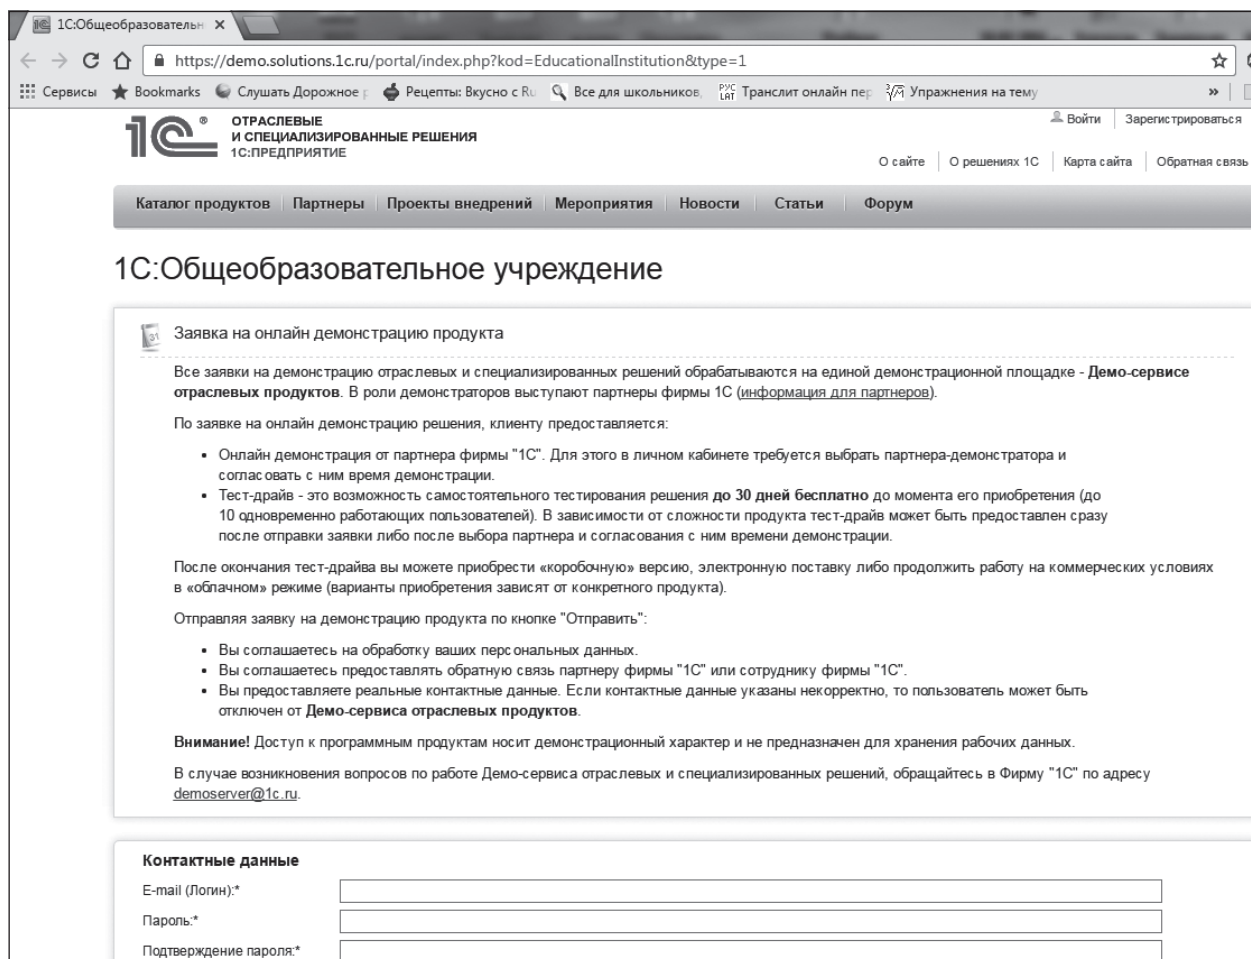 1С:Общеобразовательн
https://demo.solutions.1c.ru/portal/index.php?kod=EducationalInstitution&type=1
Сервисы Bookmarks Слушать Дорожное р Рецепты: Вкусно с Ru Все для школьников, РУС LAT Транслит онлайн пер Упражнения на тему »
1С ® ОТРАСЛЕВЫЕ
И СПЕЦИАЛИЗИРОВАННЫЕ РЕШЕНИЯ
1С:ПРЕДПРИЯТИЕ
Войти Зарегистрироваться
О сайте О решениях 1С Карта сайта Обратная связь
Каталог продуктов Партнеры Проекты внедрений Мероприятия Новости Статьи Форум
1С:Общеобразовательное учреждение
31 Заявка на онлайн демонстрацию продукта
Все заявки на демонстрацию отраслевых и специализированных решений обрабатываются на единой демонстрационной площадке - Демо-сервисе
отраслевых продуктов. В роли демонстраторов выступают партнеры фирмы 1С (информация для партнеров).
По заявке на онлайн демонстрацию решения, клиенту предоставляется:
• Онлайн демонстрация от партнера фирмы "1С". Для этого в личном кабинете требуется выбрать партнера-демонстратора и
согласовать с ним время демонстрации.
• Тест-драйв - это возможность самостоятельного тестирования решения до 30 дней бесплатно до момента его приобретения (до
10 одновременно работающих пользователей). В зависимости от сложности продукта тест-драйв может быть предоставлен сразу
после отправки заявки либо после выбора партнера и согласования с ним времени демонстрации.
После окончания тест-драйва вы можете приобрести «коробочную» версию, электронную поставку либо продолжить работу на коммерческих условиях
в «облачном» режиме (варианты приобретения зависят от конкретного продукта).
Отправляя заявку на демонстрацию продукта по кнопке "Отправить":
• Вы соглашаетесь на обработку ваших персональных данных.
• Вы соглашаетесь предоставлять обратную связь партнеру фирмы "1С" или сотруднику фирмы "1С".
• Вы предоставляете реальные контактные данные. Если контактные данные указаны некорректно, то пользователь может быть
отключен от Демо-сервиса отраслевых продуктов.
Внимание! Доступ к программным продуктам носит демонстрационный характер и не предназначен для хранения рабочих данных.
В случае возникновения вопросов по работе Демо-сервиса отраслевых и специализированных решений, обращайтесь в Фирму "1С" по адресу
demoserver@1c.ru.
Контактные данные
E-mail (Логин):*
Пароль:*
Подтверждение пароля:*